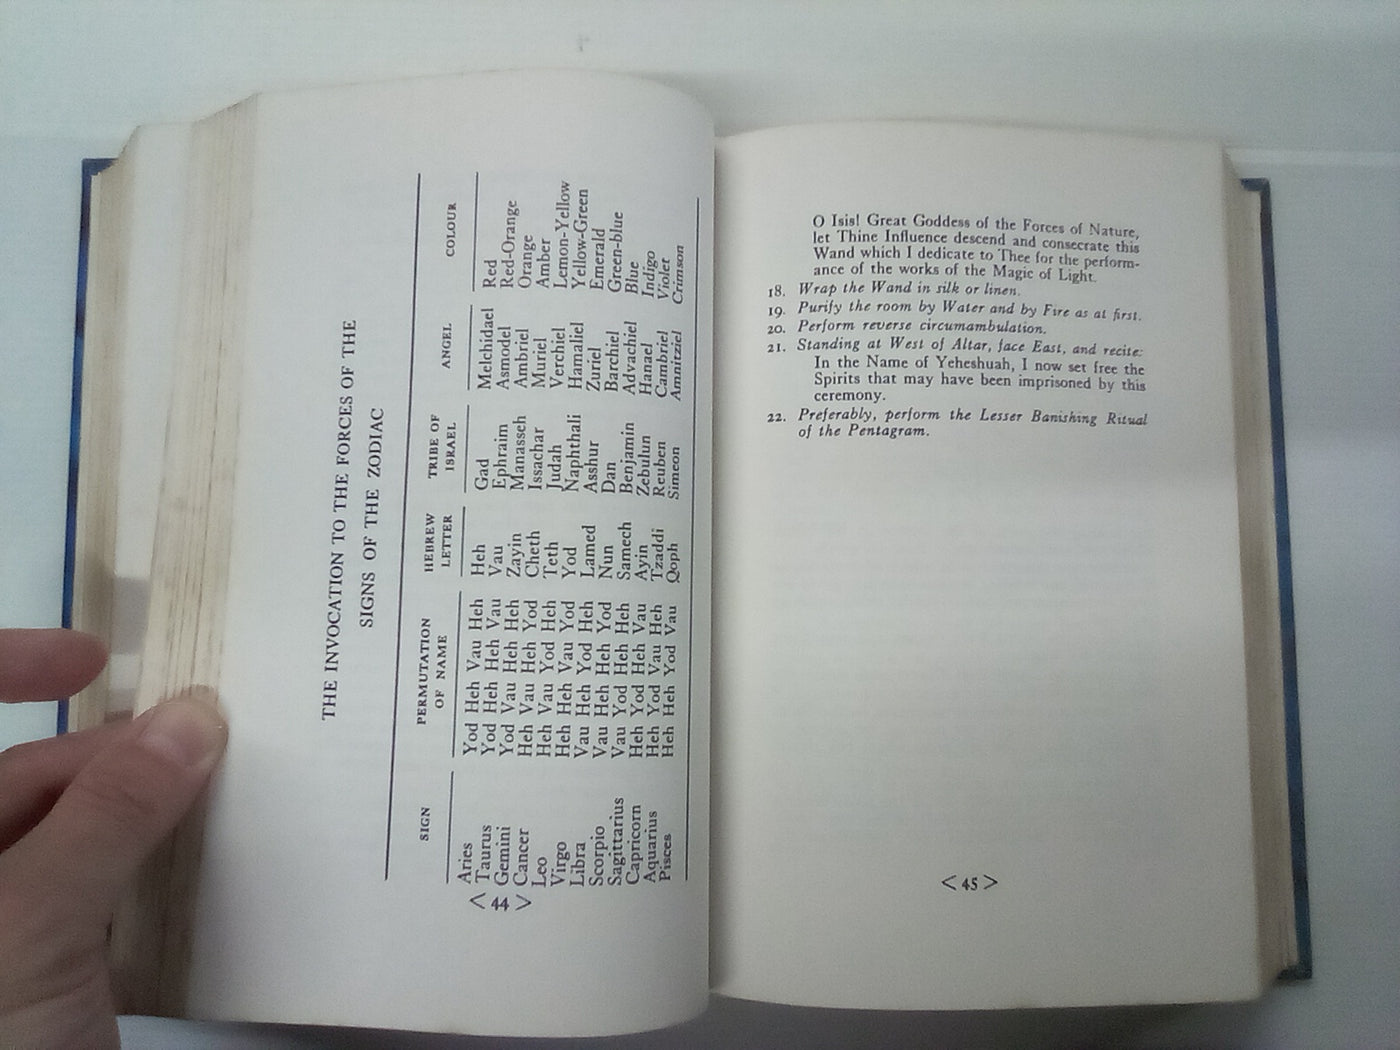 THE INVOCATION TO THE FORCES OF THE
SIGNS OF THE ZODIAC
SIGN PERMUTATION OF NAME HEBREW LETTER TRIBE OF ISRAEL ANGEL COLOUR
Aries Yod Heh Vau Heh Heh Gad Melchidael Red
Taurus Yod Heh Heh Vau Vau Ephraim Asmodel Red-Orange
Gemini Yod Vau Heh Heh Zayin Manasseh Ambriel Orange
Cancer Heh Vau Heh Yod Cheth Issachar Muriel Amber
Leo Heh Vau Yod Heh Teth Judah Verchiel Lemon-Yellow
Virgo Heh Heh Vau Yod Yod Naphthali Hamaliel Yellow-Green
Libra Vau Heh Yod Heh Lamed Asshur Zuriel Emerald
Scorpio Vau Heh Heh Yod Nun Dan Barchiel Green-blue
Sagittarius Vau Yod Heh Heh Samech Benjamin Advachiel Blue
Capricorn Heh Yod Heh Vau Ayin Zebulun Hanael Indigo
Aquarius Heh Yod Vau Heh Tzaddi Reuben Cambriel Violet
Pisces Heh Heh Yod Vau Qoph Simeon Amnitziel Crimson
< 44 >
O Isis! Great Goddess of the Forces of Nature,
let Thine Influence descend and consecrate this
Wand which I dedicate to Thee for the perform-
ance of the works of the Magic of Light.
18. Wrap the Wand in silk or linen.
19. Purify the room by Water and by Fire as at first.
20. Perform reverse circumambulation.
21. Standing at West of Altar, face East, and recite:
In the Name of Yeheshuah, I now set free the
Spirits that may have been imprisoned by this
ceremony.
22. Preferably, perform the Lesser Banishing Ritual
of the Pentagram.
< 45 >